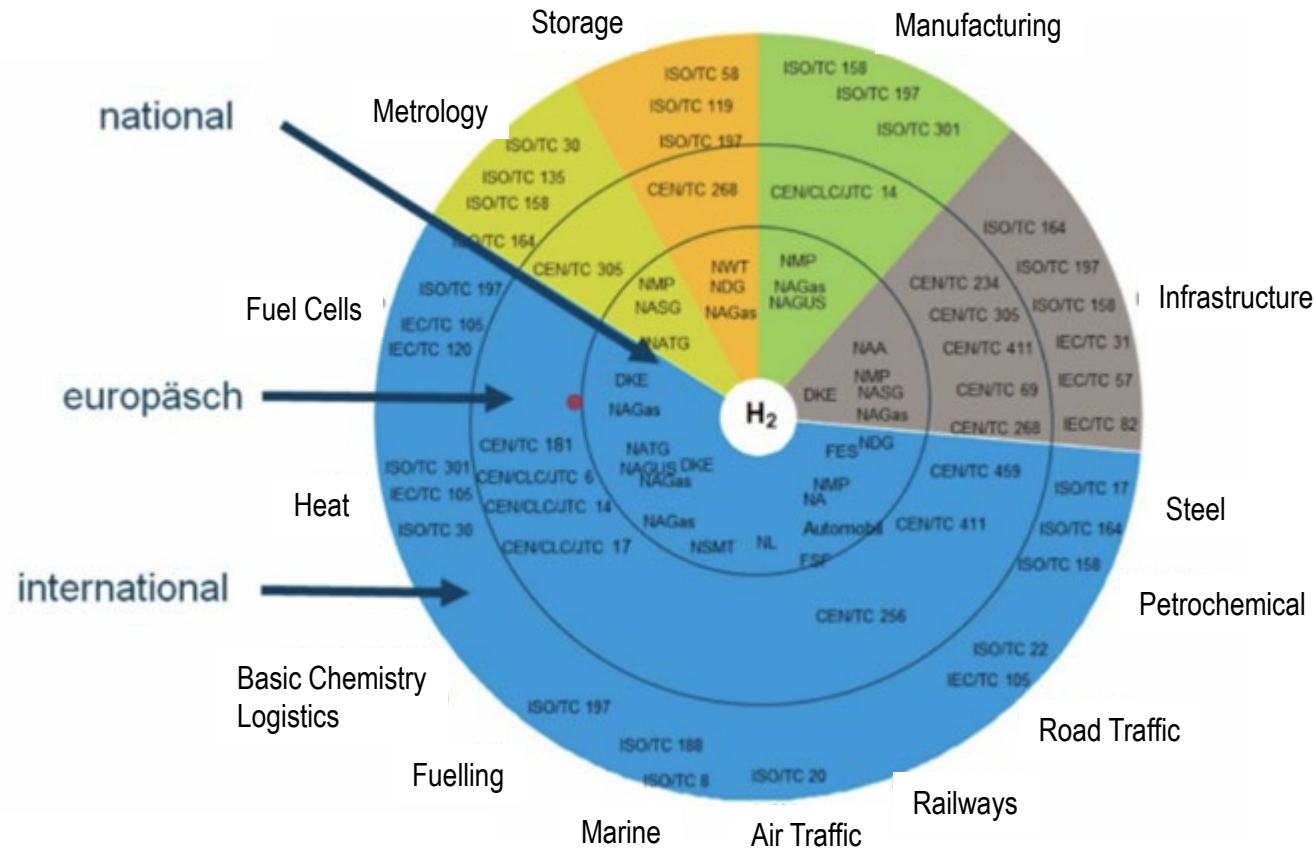 Storage
Manufacturing
national
Metrology
ISO/TC 58
ISO/TC 119
ISO/TC 197
ISO/TC 158
ISO/TC 197
ISO/TC 301
ISO/TC 30
ISO/TC 135
ISO/TC 158
ISO/TC 164
CEN/TC 268
CEN/CLC/JTC 14
CEN/TC 305
NMP
NASG
NATG
NWT
NDG
NAGas
NMP
NAGas
NAGUS
ISO/TC 164
ISO/TC 197
ISO/TC 158
IEC/TC 31
IEC/TC 57
IEC/TC 82
CEN/TC 234
CEN/TC 305
CEN/TC 411
CEN/TC 69
CEN/TC 268
NAA
NMP
DKE
NASG
NAGas
Infrastructure
Fuel Cells
ISO/TC 197
IEC/TC 105
IEC/TC 120
europäsch
DKE
NAGas
H2
CEN/TC 181
CEN/CLC/JTC 6
CEN/CLC/JTC 14
CEN/CLC/JTC 17
ISO/TC 301
IEC/TC 105
ISO/TC 30
Heat
NATG
NAGUS DKE
NAGas
NAGas
NSMT
NL
FES
NDG
NMP
NA
Automobil
FSF
CEN/TC 459
CEN/TC 411
CEN/TC 256
ISO/TC 17
ISO/TC 164
ISO/TC 158
Steel
Petrochemical
international
ISO/TC 22
IEC/TC 105
Basic Chemistry
Logistics
ISO/TC 197
ISO/TC 188
ISO/TC 8
ISO/TC 20
Road Traffic
Fuelling
Railways
Marine
Air Traffic